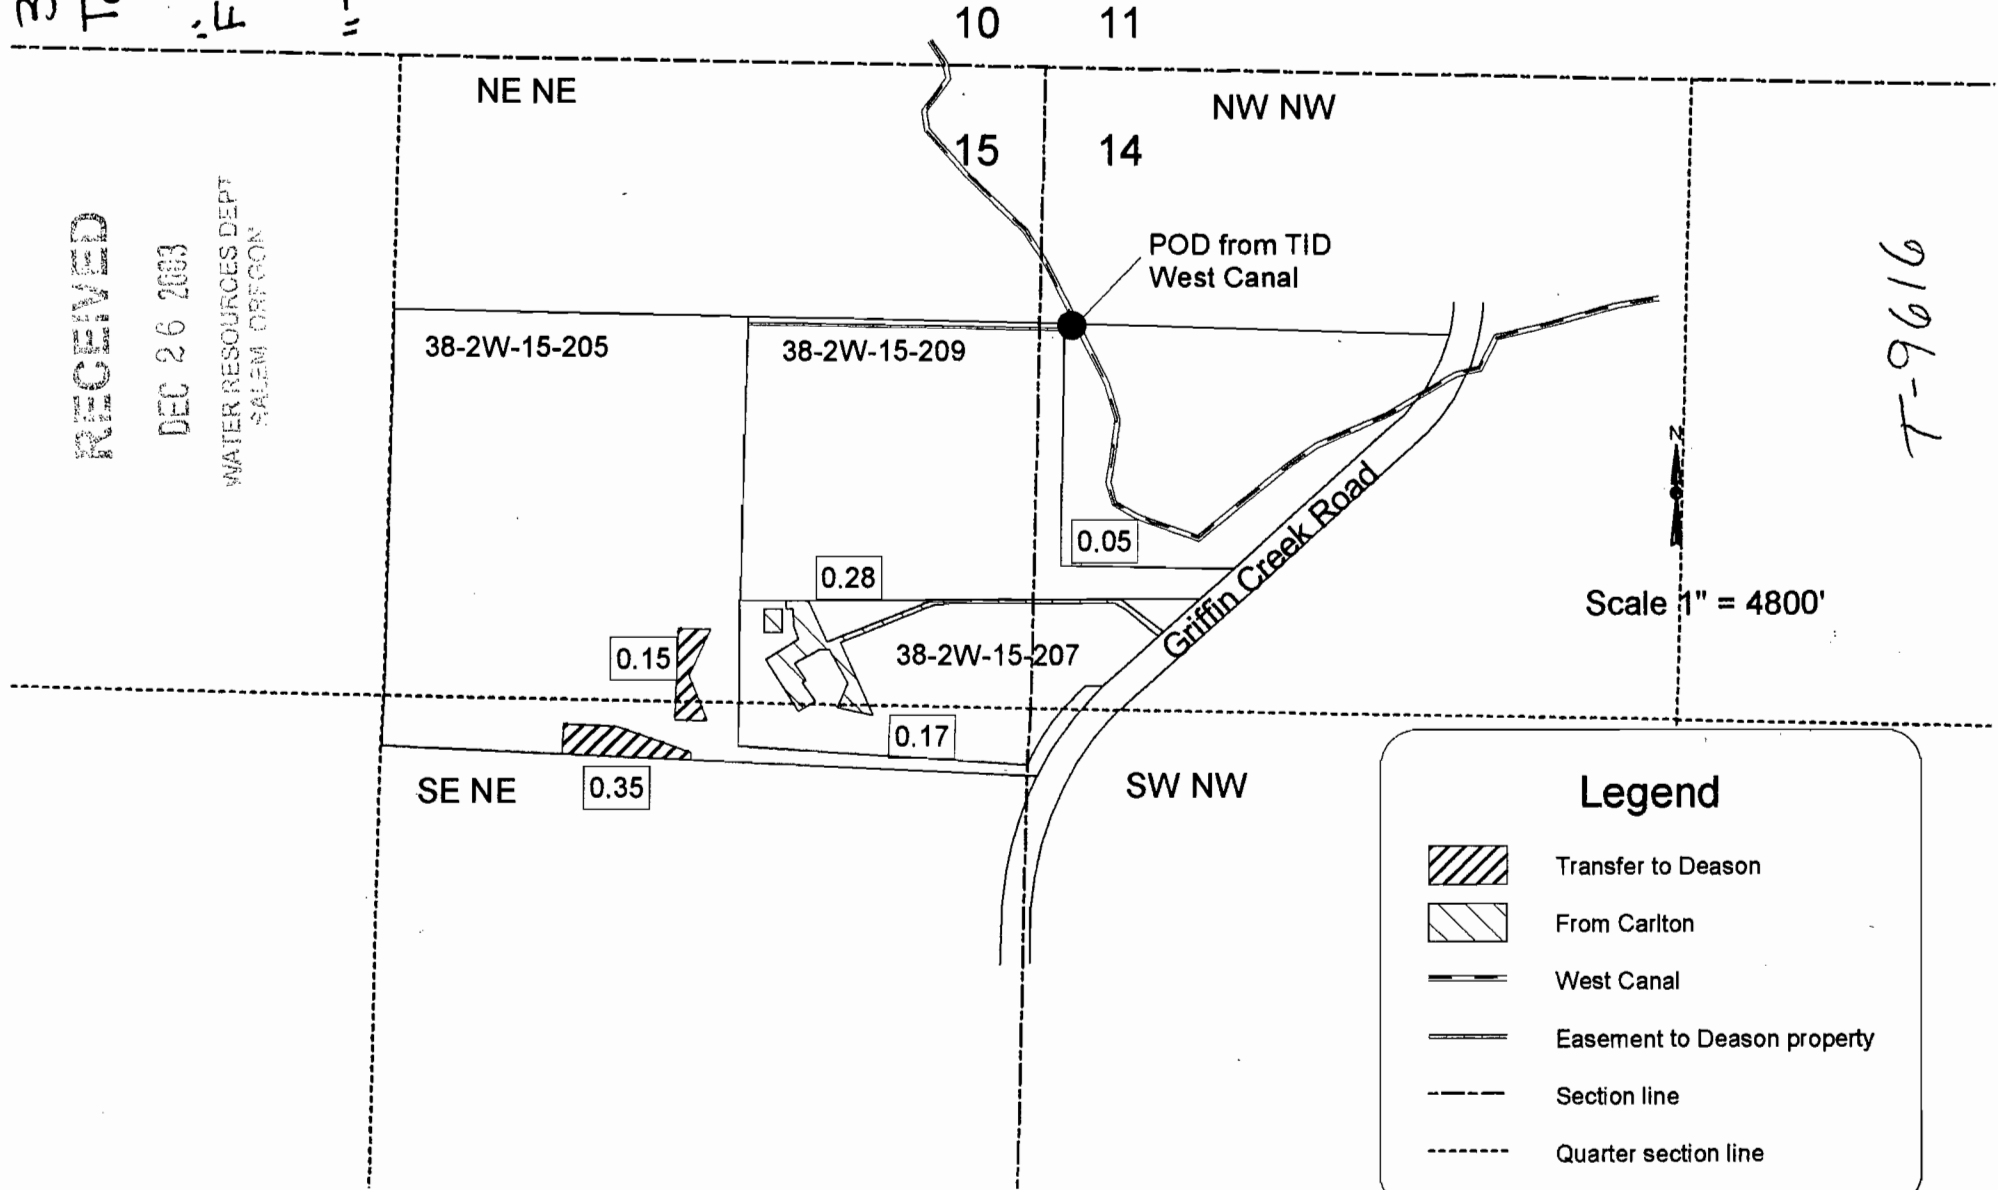 10 11
NE NE
NW NW
15 14
RECEIVED
DEC 26 2003
WATER RESOURCES DEPT
SALEM OREGON
POD from TID
West Canal
T-9616
38-2W-15-205
38-2W-15-209
N
0.05
0.28
Griffin Creek Road
Scale 1" = 4800'
0.15
38-2W-15-207
0.17
SE NE
0.35
SW NW
Legend
Transfer to Deason
From Carlton
West Canal
Easement to Deason property
Section line
Quarter section line